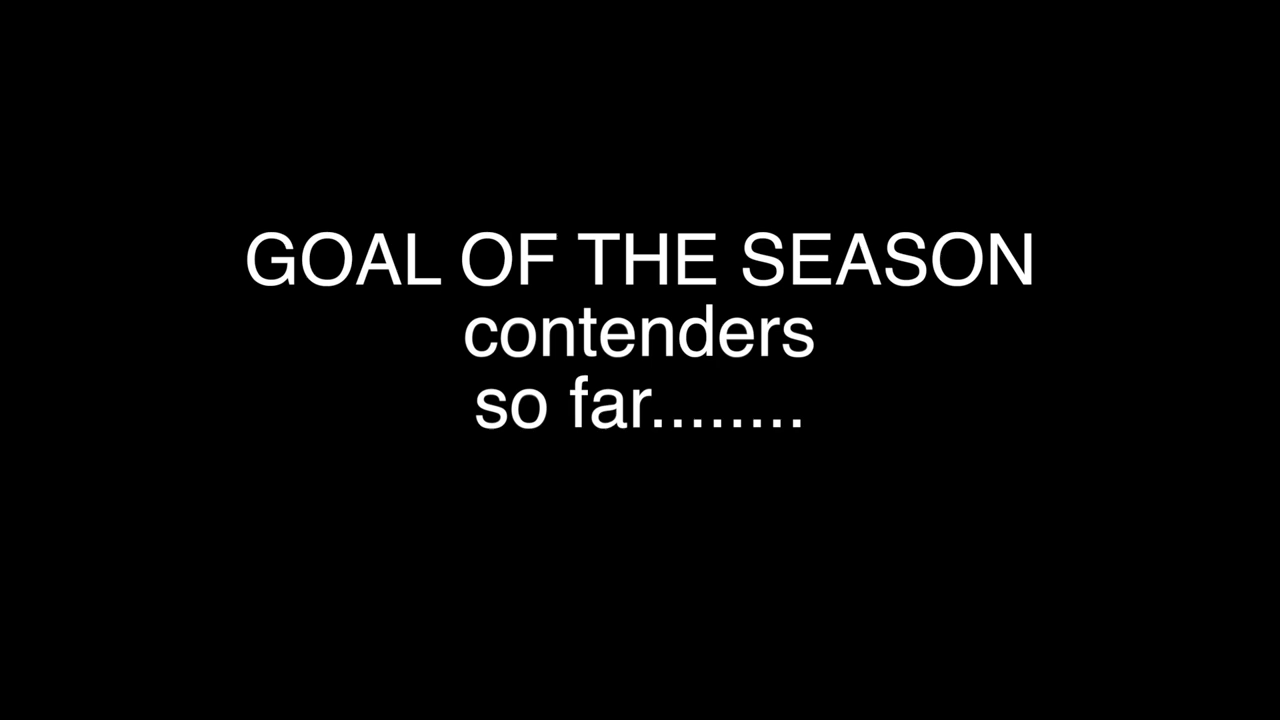 GOAL OF THE SEASON
contenders
so far........